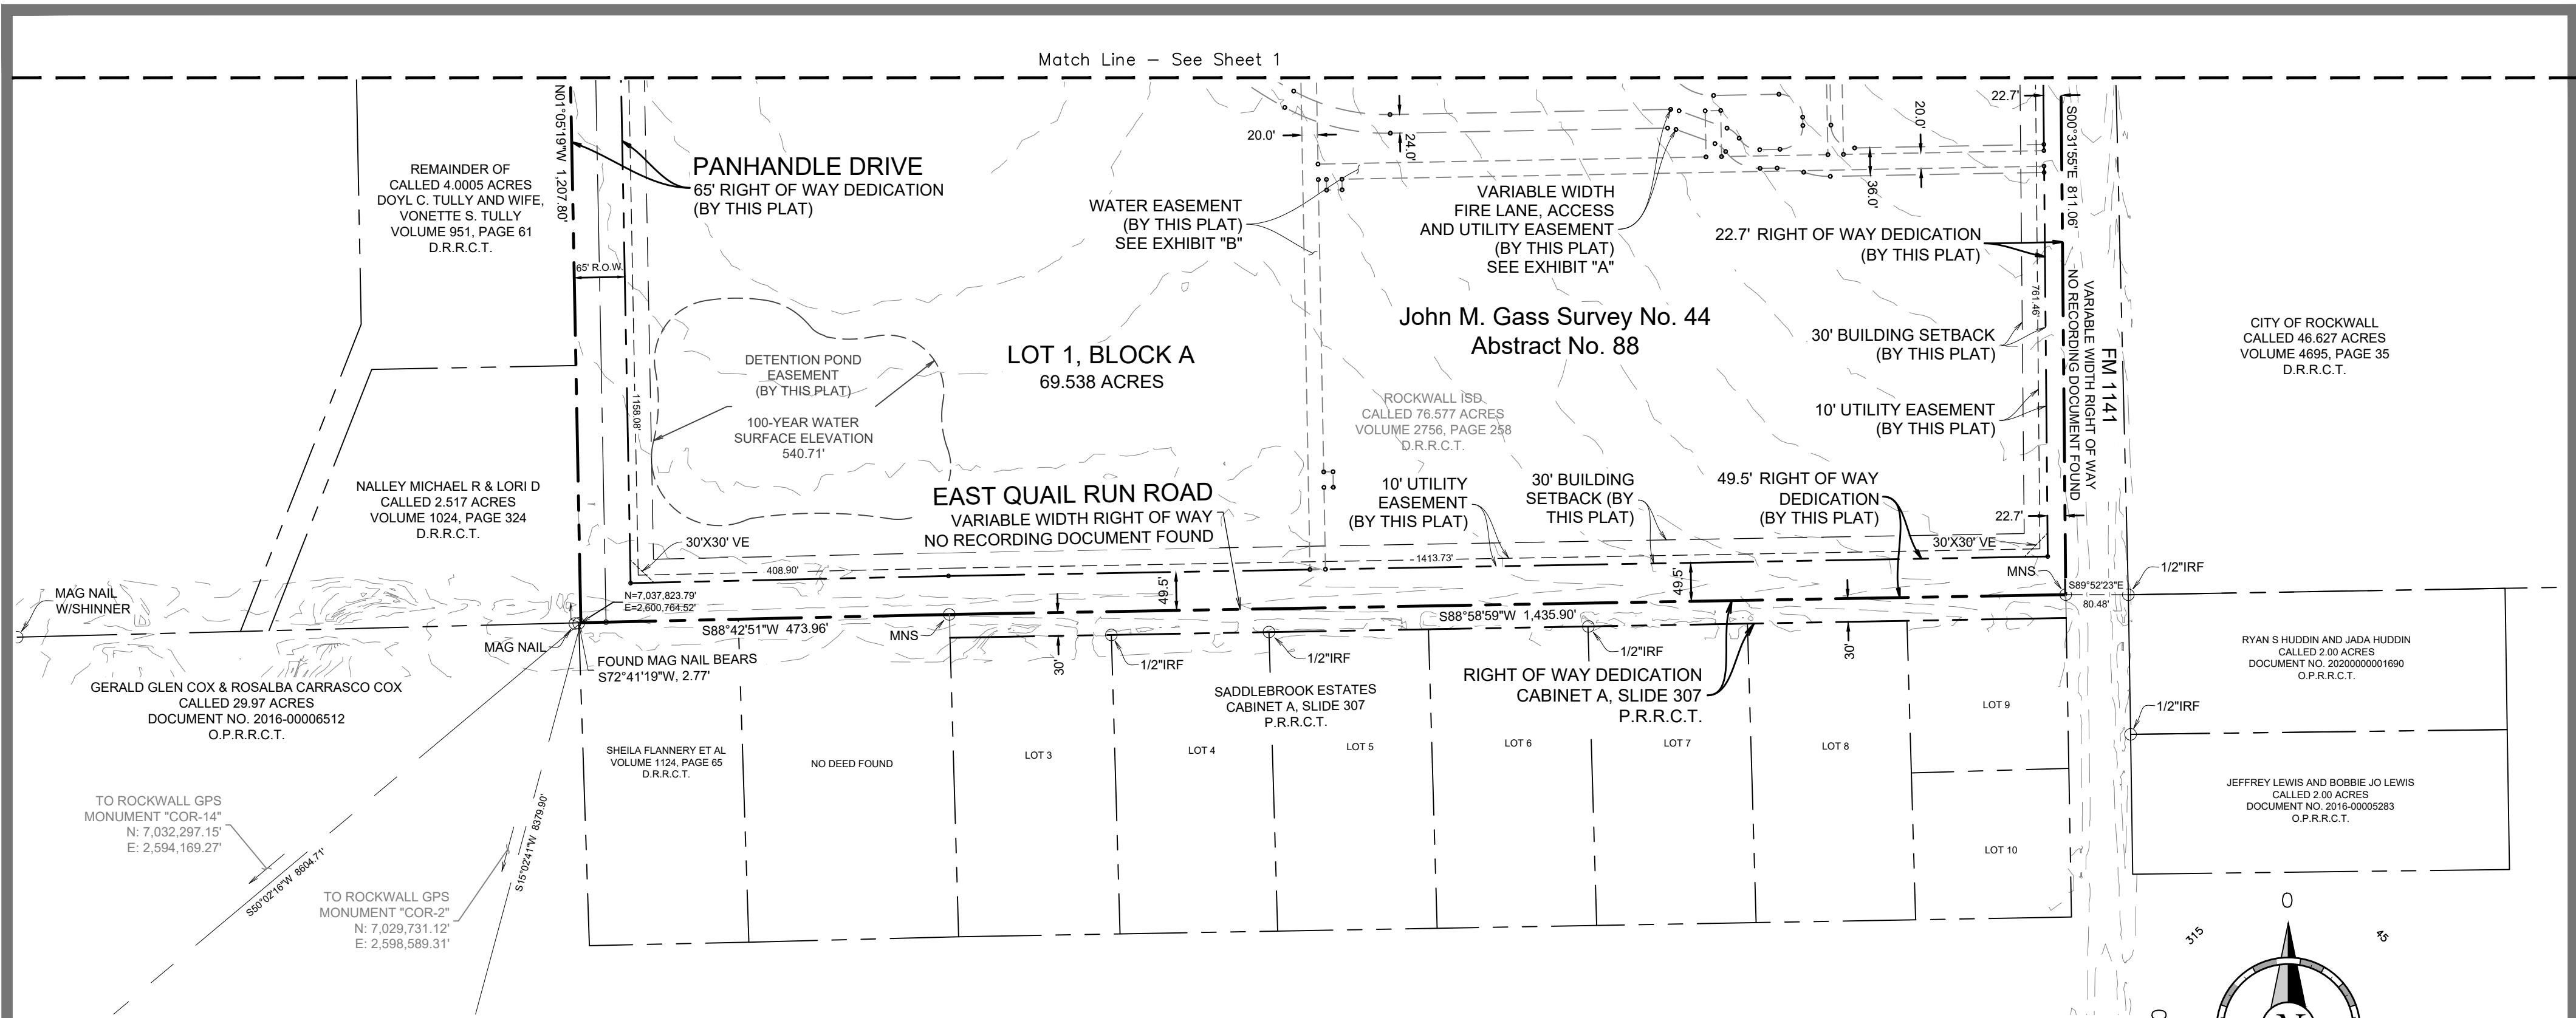 Match Line – See Sheet 1
N01°05'19"W 1,207.80'
REMAINDER OF
CALLED 4.0005 ACRES
DOYL C. TULLY AND WIFE,
VONETTE S. TULLY
VOLUME 951, PAGE 61
D.R.R.C.T.
PANHANDLE DRIVE
65' RIGHT OF WAY DEDICATION
(BY THIS PLAT)
65' R.O.W.
20.0'
24.0'
WATER EASEMENT
(BY THIS PLAT)
SEE EXHIBIT "B"
VARIABLE WIDTH
FIRE LANE, ACCESS
AND UTILITY EASEMENT
(BY THIS PLAT)
SEE EXHIBIT "A"
20.0'
36.0'
22.7'
S00°31'55"E 811.06'
22.7' RIGHT OF WAY DEDICATION
(BY THIS PLAT)
761.46'
VARIABLE WIDTH RIGHT OF WAY
NO RECORDING DOCUMENT FOUND
FM 1141
CITY OF ROCKWALL
CALLED 46.627 ACRES
VOLUME 4695, PAGE 35
D.R.R.C.T.
John M. Gass Survey No. 44
Abstract No. 88
30' BUILDING SETBACK
(BY THIS PLAT)
10' UTILITY EASEMENT
(BY THIS PLAT)
LOT 1, BLOCK A
69.538 ACRES
DETENTION POND
EASEMENT
(BY THIS PLAT)
100-YEAR WATER
SURFACE ELEVATION
540.71'
1158.08'
ROCKWALL ISD
CALLED 76.577 ACRES
VOLUME 2756, PAGE 258
D.R.R.C.T.
NALLEY MICHAEL R & LORI D
CALLED 2.517 ACRES
VOLUME 1024, PAGE 324
D.R.R.C.T.
EAST QUAIL RUN ROAD
VARIABLE WIDTH RIGHT OF WAY
NO RECORDING DOCUMENT FOUND
10' UTILITY
EASEMENT
(BY THIS PLAT)
30' BUILDING
SETBACK (BY
THIS PLAT)
49.5' RIGHT OF WAY
DEDICATION
(BY THIS PLAT)
22.7'
30'X30' VE
30'X30' VE
408.90'
1413.73'
49.5'
49.5'
MNS
S89°52'23"E
80.48'
1/2"IRF
MAG NAIL
W/SHINNER
N=7,037,823.79'
E=2,600,764.52'
S88°42'51"W 473.96'
S88°58'59"W 1,435.90'
MNS
MAG NAIL
FOUND MAG NAIL BEARS
S72°41'19"W, 2.77'
30'
1/2"IRF
1/2"IRF
1/2"IRF
30'
RIGHT OF WAY DEDICATION
CABINET A, SLIDE 307
P.R.R.C.T.
SADDLEBROOK ESTATES
CABINET A, SLIDE 307
P.R.R.C.T.
GERALD GLEN COX & ROSALBA CARRASCO COX
CALLED 29.97 ACRES
DOCUMENT NO. 2016-00006512
O.P.R.R.C.T.
RYAN S HUDDIN AND JADA HUDDIN
CALLED 2.00 ACRES
DOCUMENT NO. 20200000001690
O.P.R.R.C.T.
1/2"IRF
SHEILA FLANNERY ET AL
VOLUME 1124, PAGE 65
D.R.R.C.T.
NO DEED FOUND
LOT 3
LOT 4
LOT 5
LOT 6
LOT 7
LOT 8
LOT 9
LOT 10
JEFFREY LEWIS AND BOBBIE JO LEWIS
CALLED 2.00 ACRES
DOCUMENT NO. 2016-00005283
O.P.R.R.C.T.
TO ROCKWALL GPS
MONUMENT "COR-14"
N: 7,032,297.15'
E: 2,594,169.27'
S50°02'16"W 8604.71'
TO ROCKWALL GPS
MONUMENT "COR-2"
N: 7,029,731.12'
E: 2,598,589.31'
S15°02'41"W 8379.90'
0
315
45